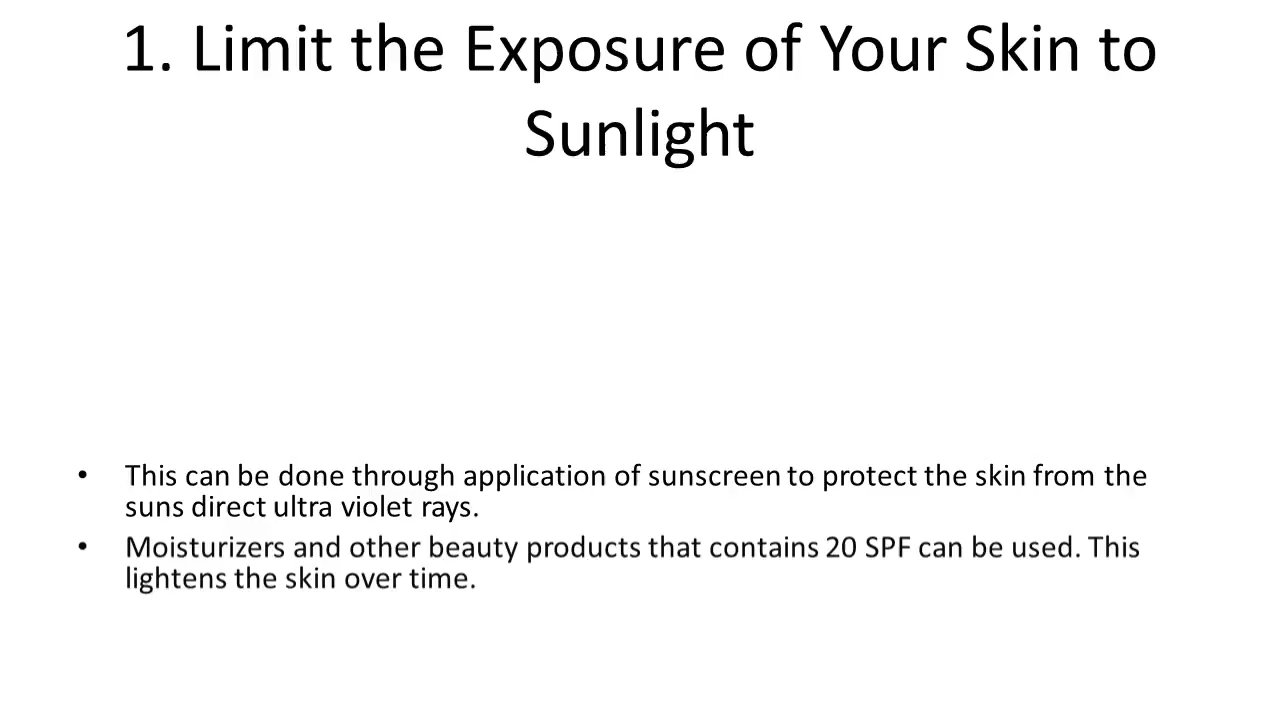 1. Limit the Exposure of Your Skin to
Sunlight
• This can be done through application of sunscreen to protect the skin from the
suns direct ultra violet rays.
• Moisturizers and other beauty products that contains 20 SPF can be used. This
lightens the skin over time.